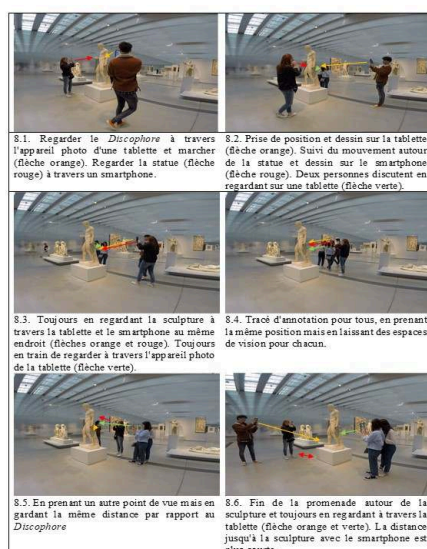 8.1. Regarder le Discophore à travers
l'appareil photo d'une tablette et marcher
(flèche orange). Regarder la statue (flèche
rouge) à travers un smartphone.
8.2. Prise de position et dessin sur la tablette
(flèche orange). Suivi du mouvement autour
de la statue et dessin sur le smartphone
(flèche rouge). Deux personnes discutent en
regardant sur une tablette (flèche verte).
8.3. Toujours en regardant la sculpture à
travers la tablette et le smartphone au même
endroit (flèches orange et rouge). Toujours
en train de regarder à travers l'appareil photo
de la tablette (flèche verte).
8.4. Tracé d'annotation pour tous, en prenant
la même position mais en laissant des espaces
de vision pour chacun.
8.5. En prenant un autre point de vue mais en
gardant la même distance par rapport au
Discophore
8.6. Fin de la promenade autour de la
sculpture et toujours en regardant à travers la
tablette (flèche orange et verte). La distance
jusqu'à la sculpture avec le smartphone est
plus courte